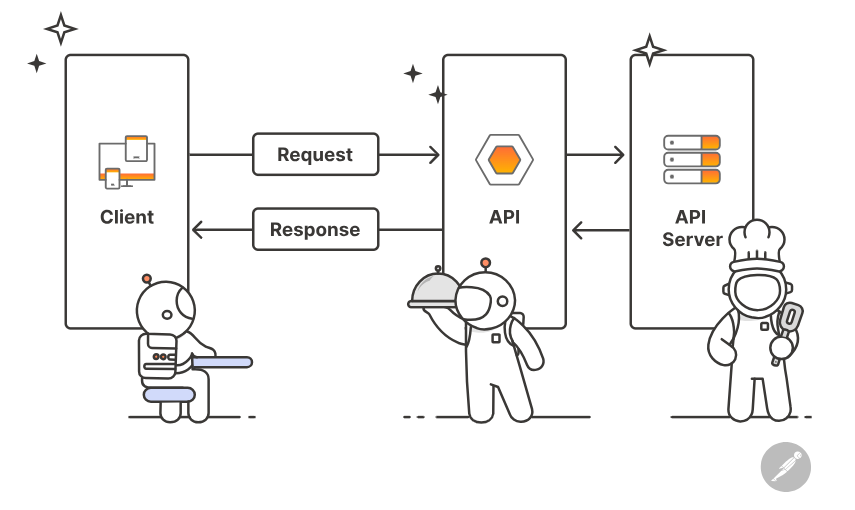 Request
Response
Client
API
API
Server